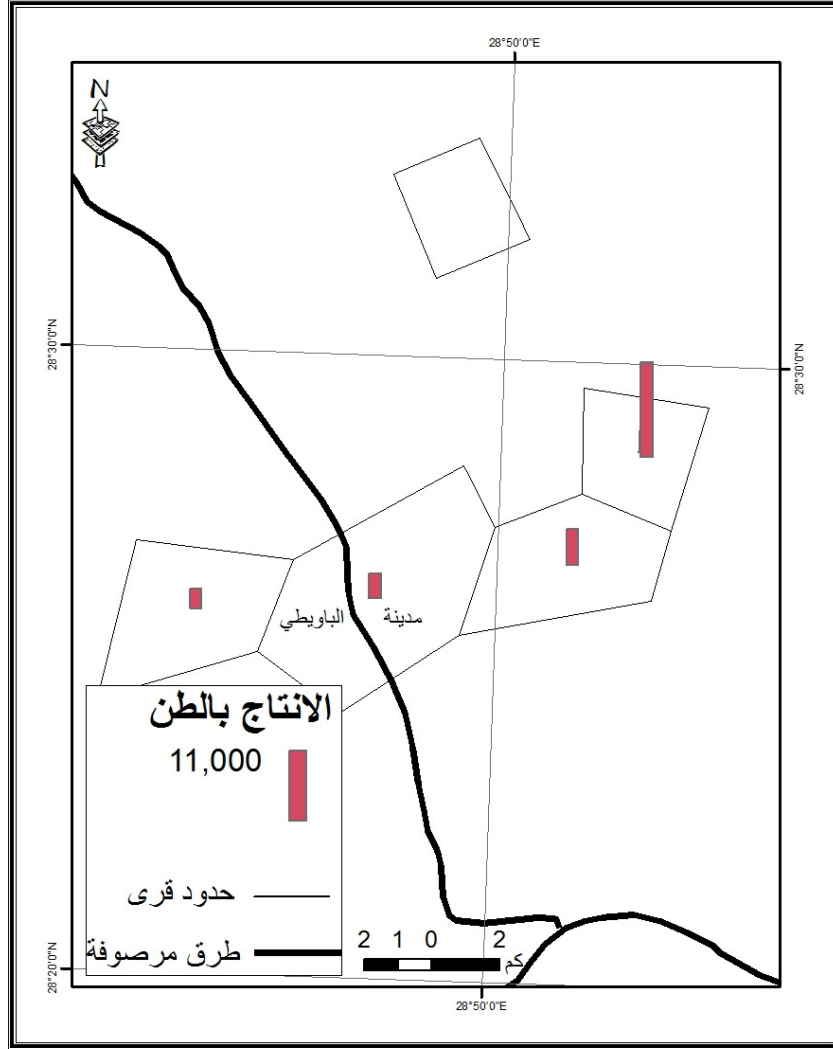 28°50'0"E
N
28°30'0"N
28°30'0"N
مدينة الباويطي
الانتاج بالطن
11,000
حدود قرى
طرق مرصوفة
2 1 0 2
كم
28°20'0"N
28°50'0"E